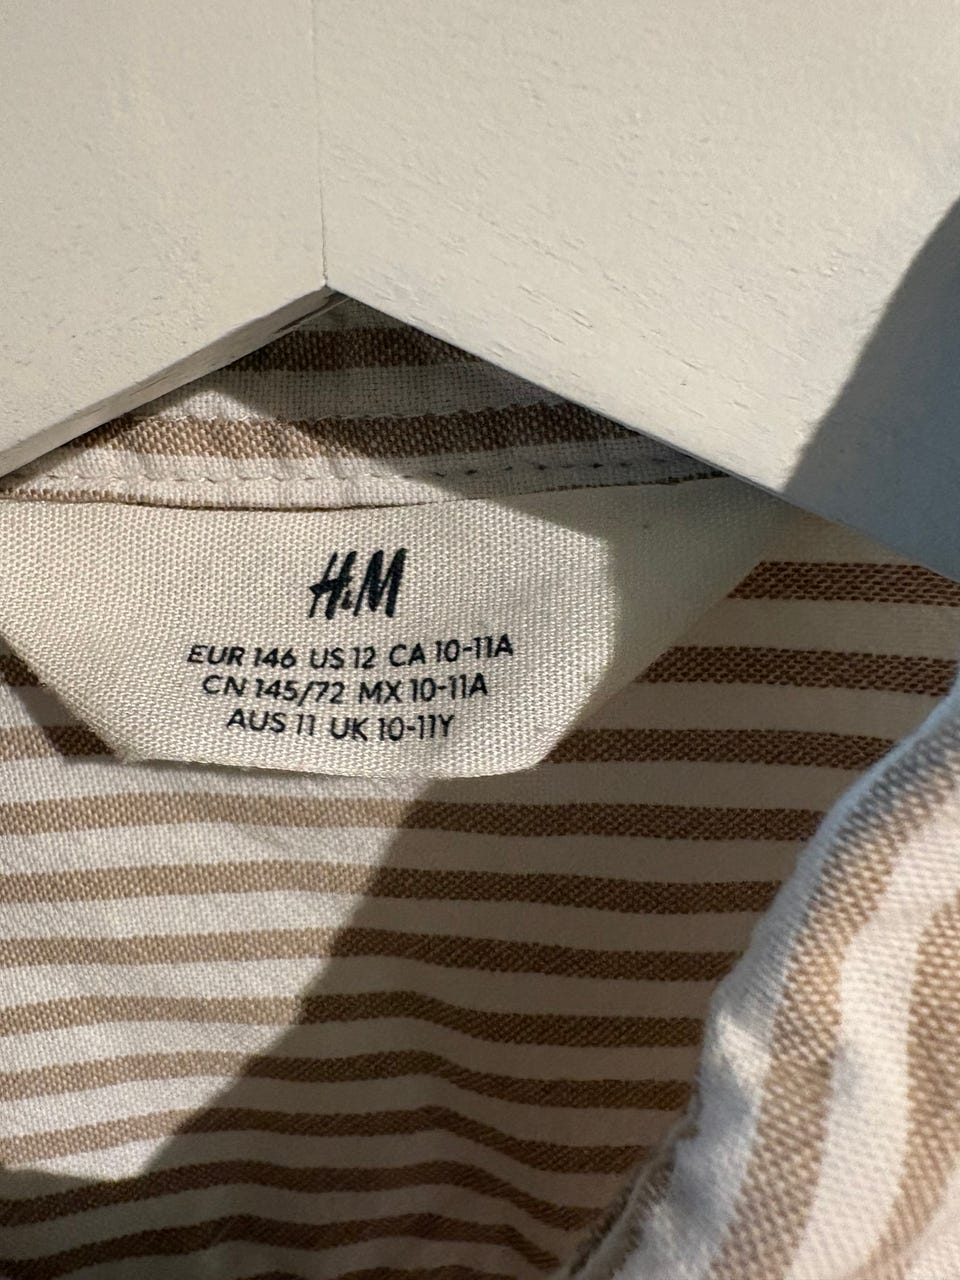 H&M
EUR 146 US 12 CA 10-11A
CN 145/72 MX 10-11A
AUS 11 UK 10-11Y